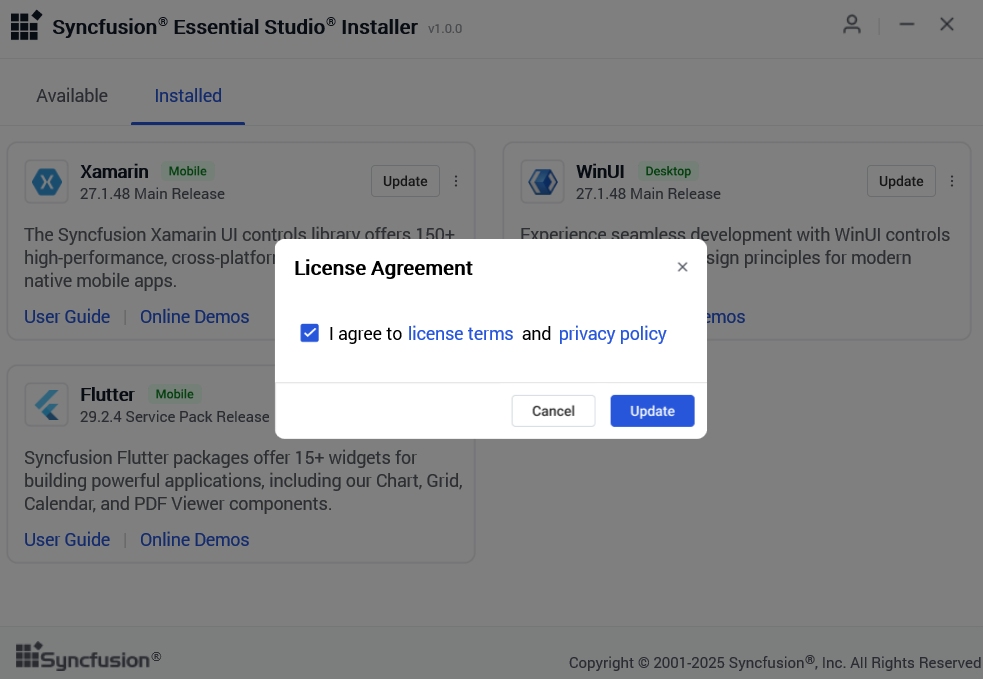 Syncfusion® Essential Studio® Installer v1.0.0
Available Installed
Xamarin Mobile
27.1.48 Main Release
Update
The Syncfusion Xamarin UI controls library offers 150+
high-performance, cross-platfor
native mobile apps.
User Guide | Online Demos
WinUI Desktop
27.1.48 Main Release
Update
Experience seamless development with WinUI controls
sign principles for modern
emos
License Agreement
I agree to license terms and privacy policy
Cancel Update
Flutter Mobile
29.2.4 Service Pack Release
Syncfusion Flutter packages offer 15+ widgets for
building powerful applications, including our Chart, Grid,
Calendar, and PDF Viewer components.
User Guide | Online Demos
Syncfusion®
Copyright © 2001-2025 Syncfusion®, Inc. All Rights Reserved